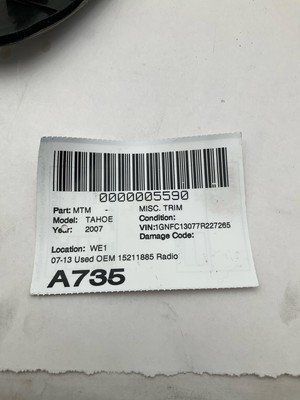 0000005590
Part: MTM - MISC. TRIM
Model: TAHOE Condition:
Year: 2007 VIN:1GNFC13077R227265
Damage Code:
Location: WE1
07-13 Used OEM 15211885 Radio
A735